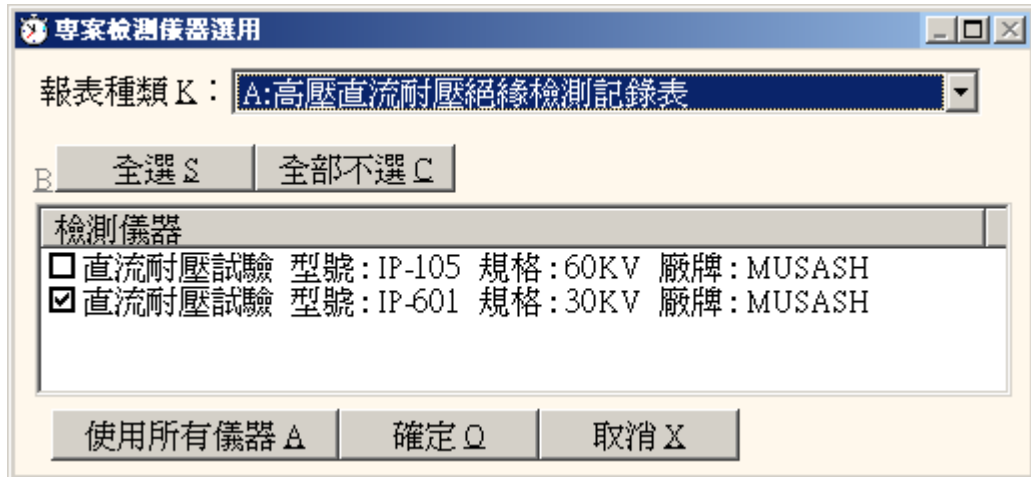 専案檢測儀器選用
報表種類 K： A:高壓直流耐壓絕緣檢測記錄表
B 全選 S 全部不選 C
檢測儀器
直流耐壓試驗 型號：IP-105 規格：60KV 廠牌：MUSASH
直流耐壓試驗 型號：IP-601 規格：30KV 廠牌：MUSASH
使用所有儀器 A 確定 O 取消 X